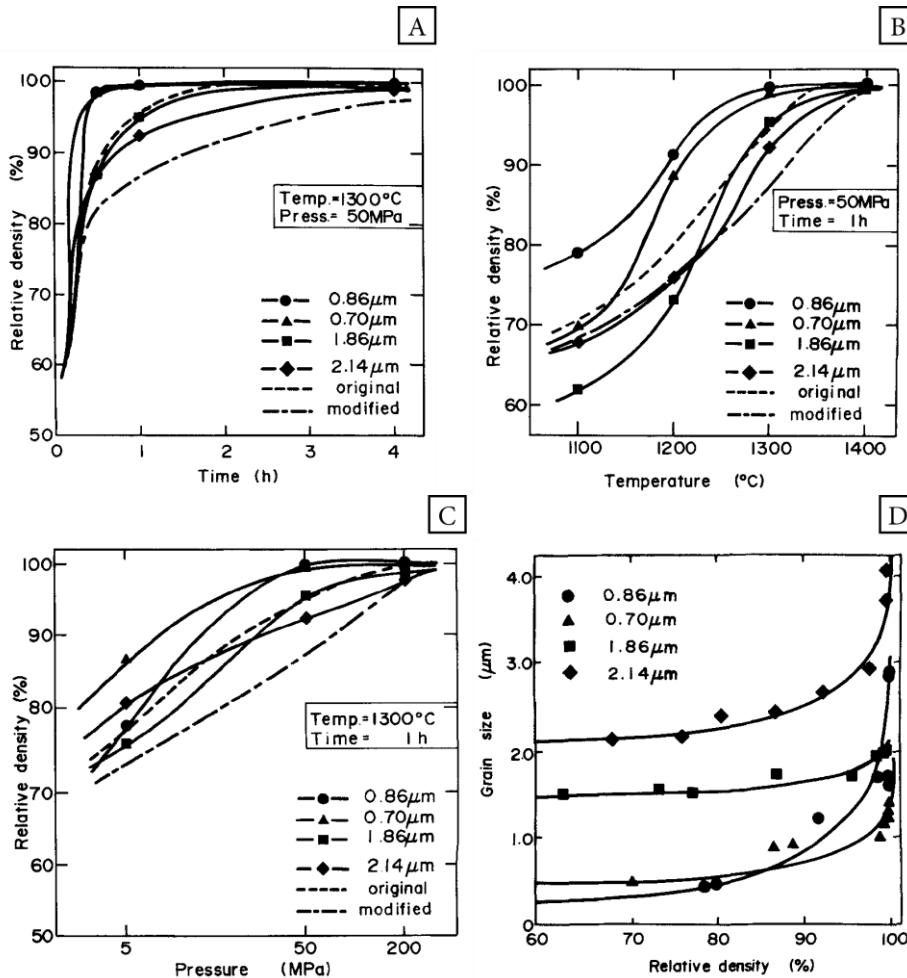 A
100
90
80
70
60
50
Relative density (%)
Temp.=1300°C
Press.= 50MPa
0.86μm
0.70μm
1.86μm
2.14μm
original
modified
0 1 2 3 4
Time (h)
B
100
90
80
70
60
Relative density (%)
Press.=50MPa
Time = 1h
0.86μm
0.70μm
1.86μm
2.14μm
original
modified
1100 1200 1300 1400
Temperature (°C)
C
100
90
80
70
60
50
Relative density (%)
Temp.=1300°C
Time = 1h
0.86μm
0.70μm
1.86μm
2.14μm
original
modified
5 50 200
Pressure (MPa)
D
4.0
3.0
2.0
1.0
0
Grain size (μm)
0.86μm
0.70μm
1.86μm
2.14μm
60 70 80 90 100
Relative density (%)